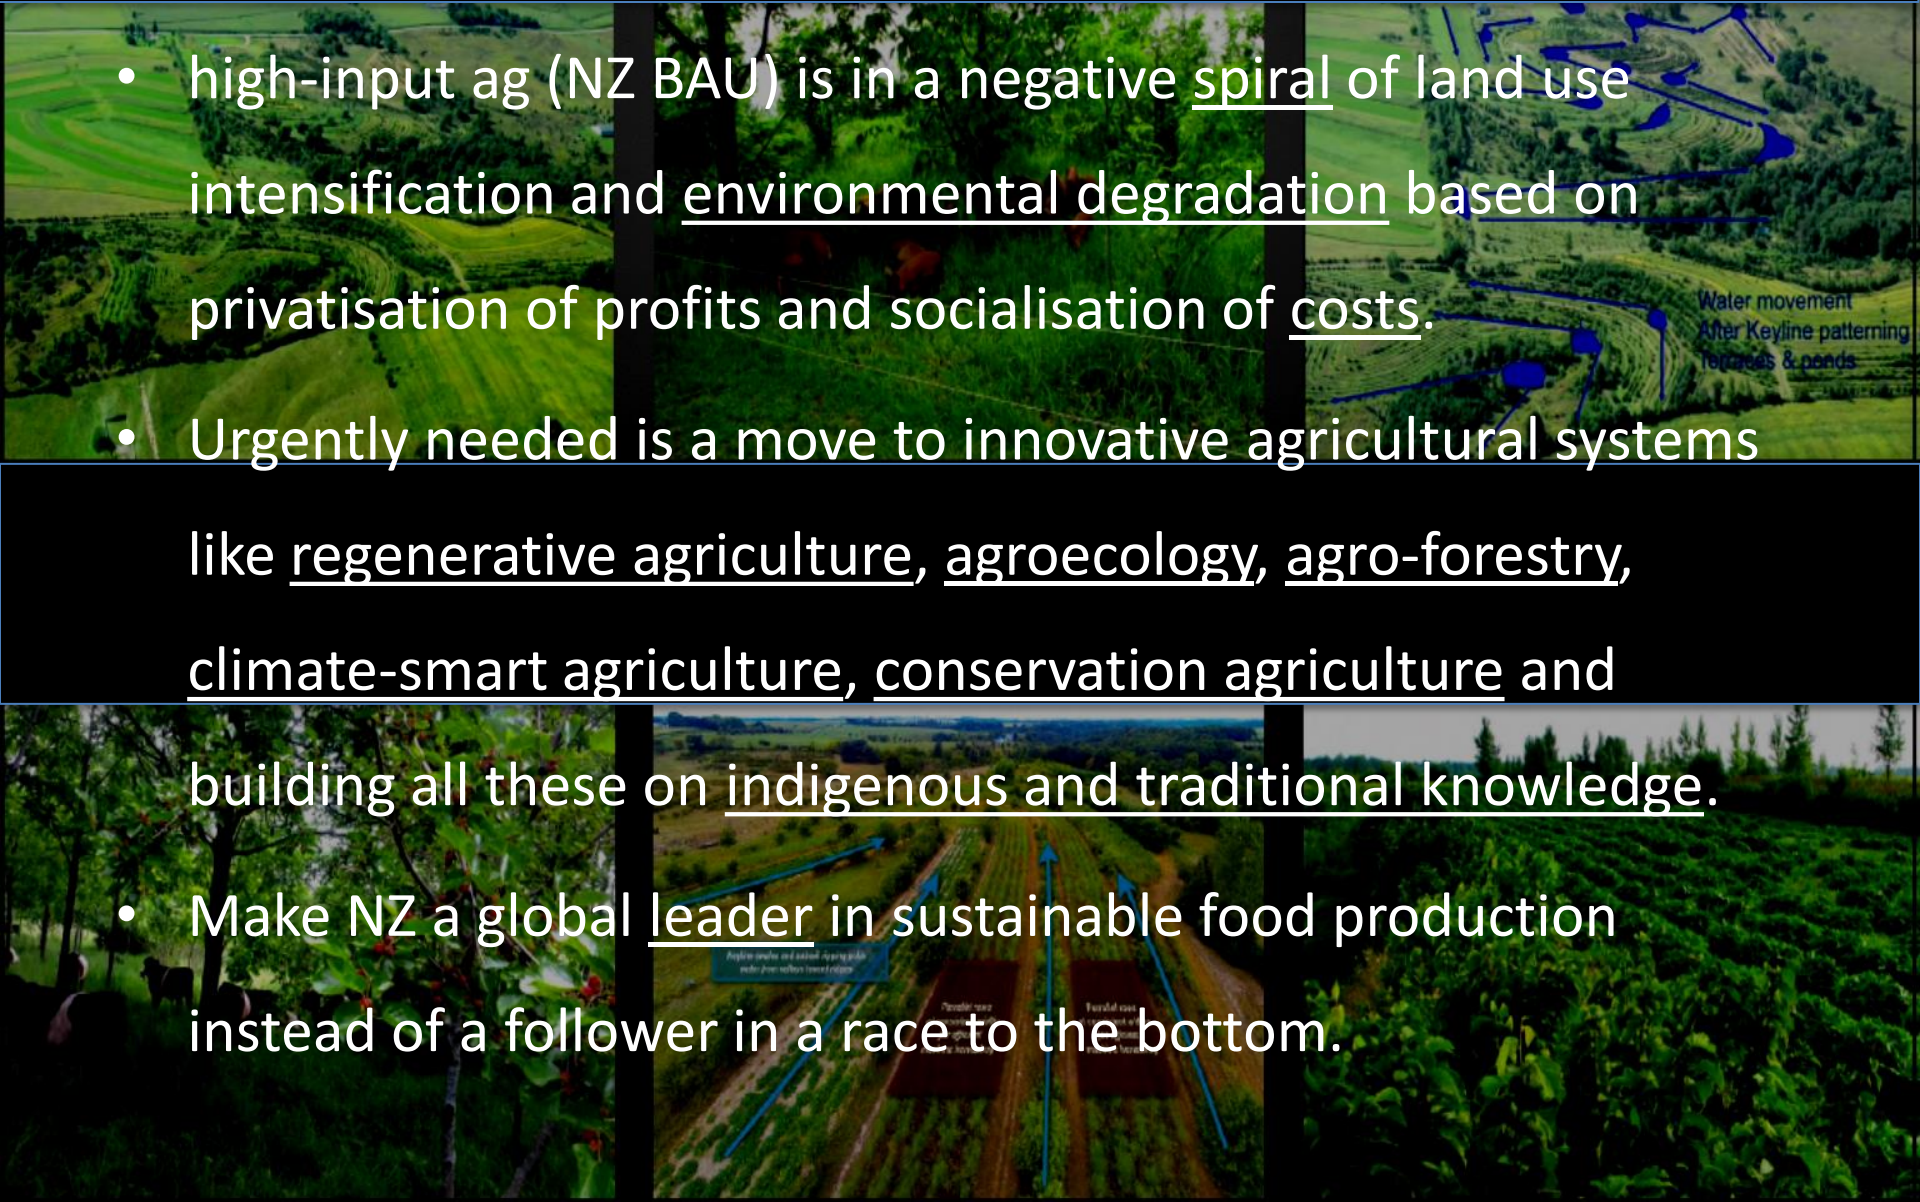 • high-input ag (NZ BAU) is in a negative spiral of land use
intensification and environmental degradation based on
privatisation of profits and socialisation of costs.
Water movement
After Keyline patterning
Terraces & ponds
• Urgently needed is a move to innovative agricultural systems
like regenerative agriculture, agroecology, agro-forestry,
climate-smart agriculture, conservation agriculture and
building all these on indigenous and traditional knowledge.
• Make NZ a global leader in sustainable food production
instead of a follower in a race to the bottom.